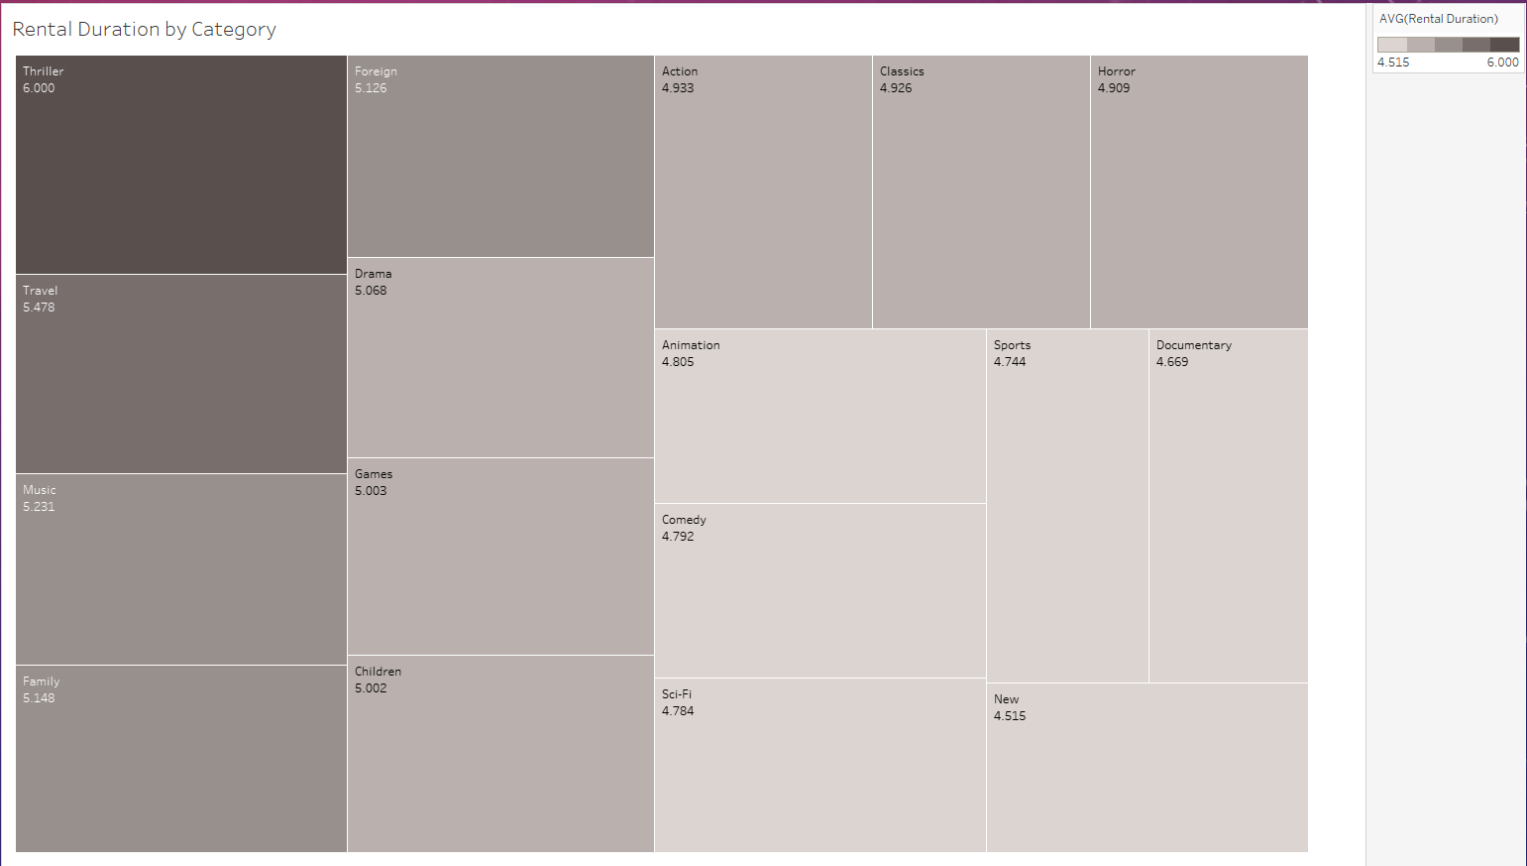 Rental Duration by Category
AVG(Rental Duration)
4.515 6.000
Thriller
6.000
Travel
5.478
Music
5.231
Family
5.148
Foreign
5.126
Drama
5.068
Games
5.003
Children
5.002
Action
4.933
Classics
4.926
Horror
4.909
Animation
4.805
Comedy
4.792
Sci-Fi
4.784
Sports
4.744
Documentary
4.669
New
4.515